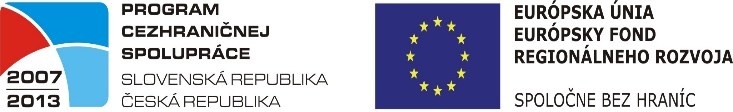 PROGRAM
CEZHRANIČNEJ
SPOLUPRÁCE
SLOVENSKÁ REPUBLIKA
ČESKÁ REPUBLIKA
2007
2013
EURÓPSKA ÚNIA
EURÓPSKY FOND
REGIONÁLNEHO ROZVOJA
SPOLOČNE BEZ HRANÍC